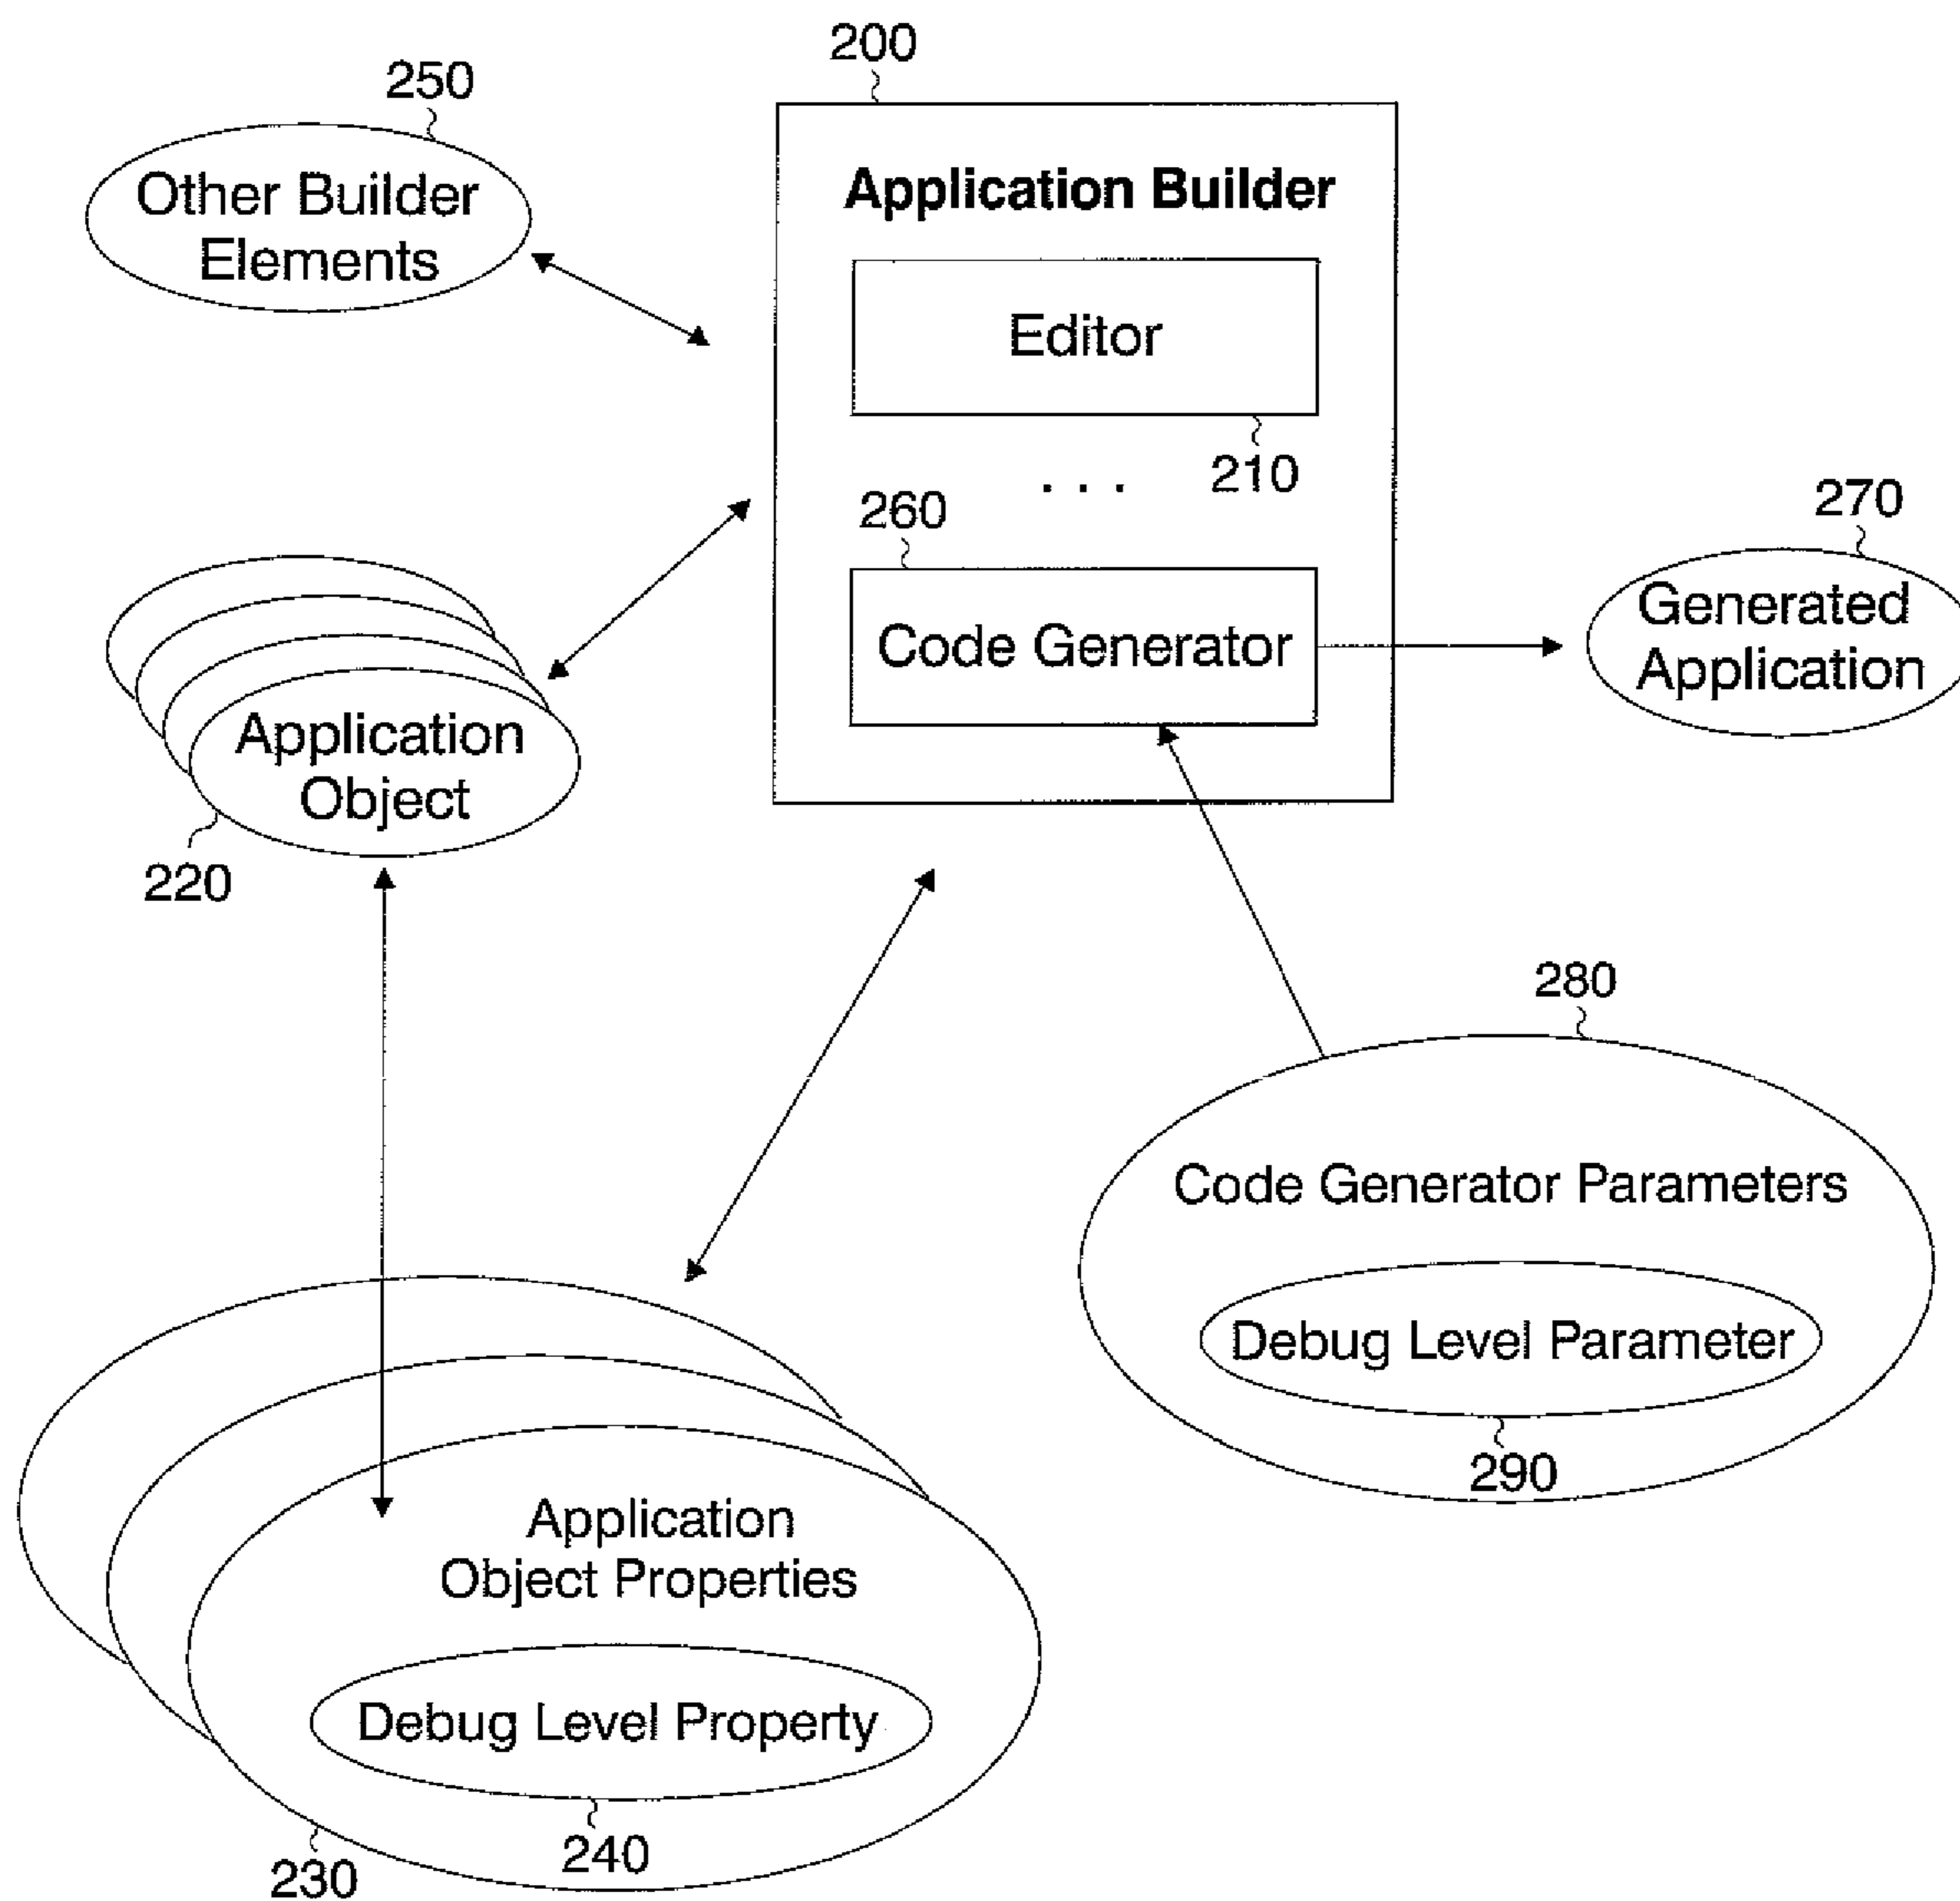 200
250
Other Builder
Elements
Application Builder
Editor
210
. . .
260
Code Generator
270
Generated
Application
Application
Object
220
280
Code Generator Parameters
Debug Level Parameter
290
Application
Object Properties
Debug Level Property
240
230